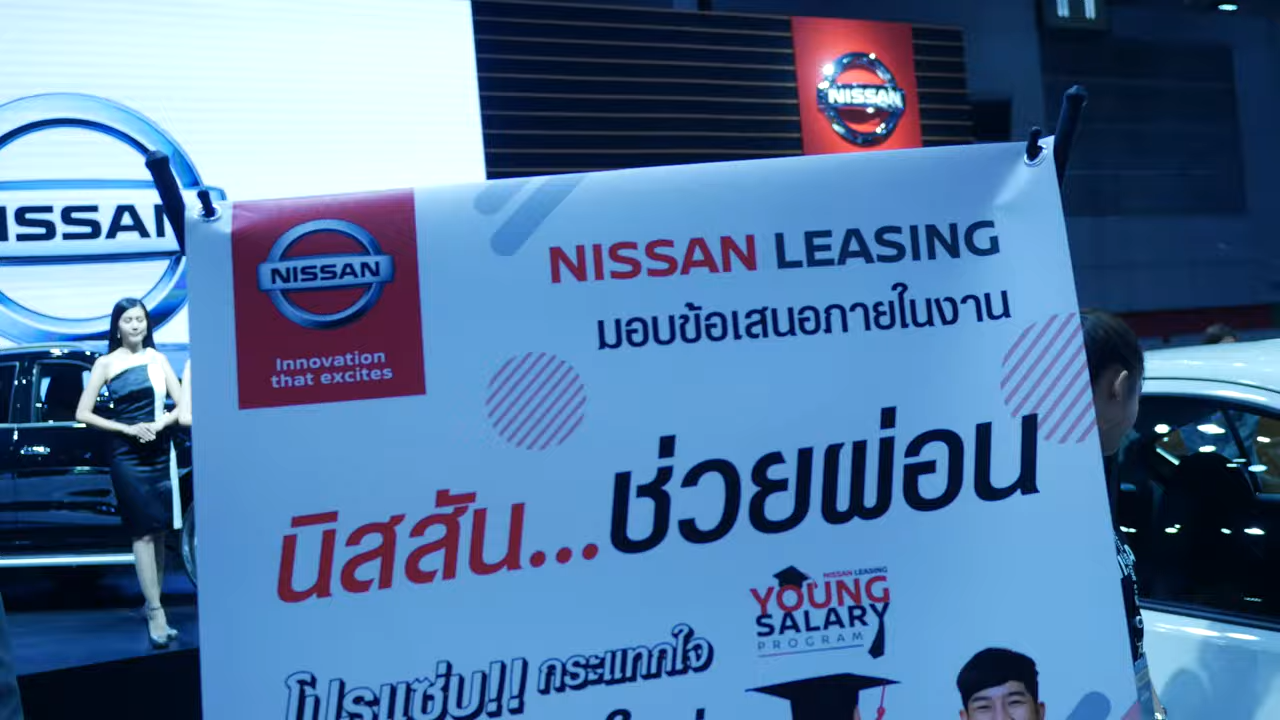 NISSAN
NISSAN
NISSAN
Innovation
that excites
NISSAN LEASING
มอบข้อเสนอภายในงาน
นิสสัน...ช่วยผ่อน
NISSAN LEASING
YOUNG
SALARY
PROGRAM
โปรแซ่บ!! กระแทกใจ